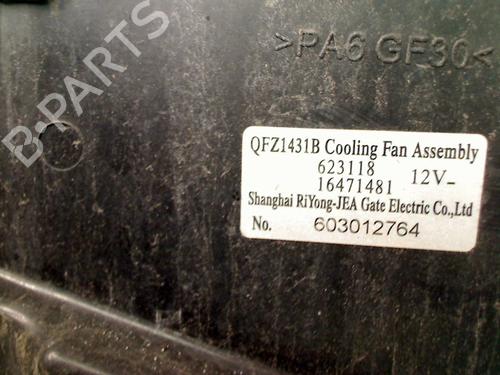 B-PARTS
>PA6 GF30<
QFZ1431B Cooling Fan Assembly
623118
16471481 12V-
Shanghai RiYong-JEA Gate Electric Co.,Ltd
No. 603012764